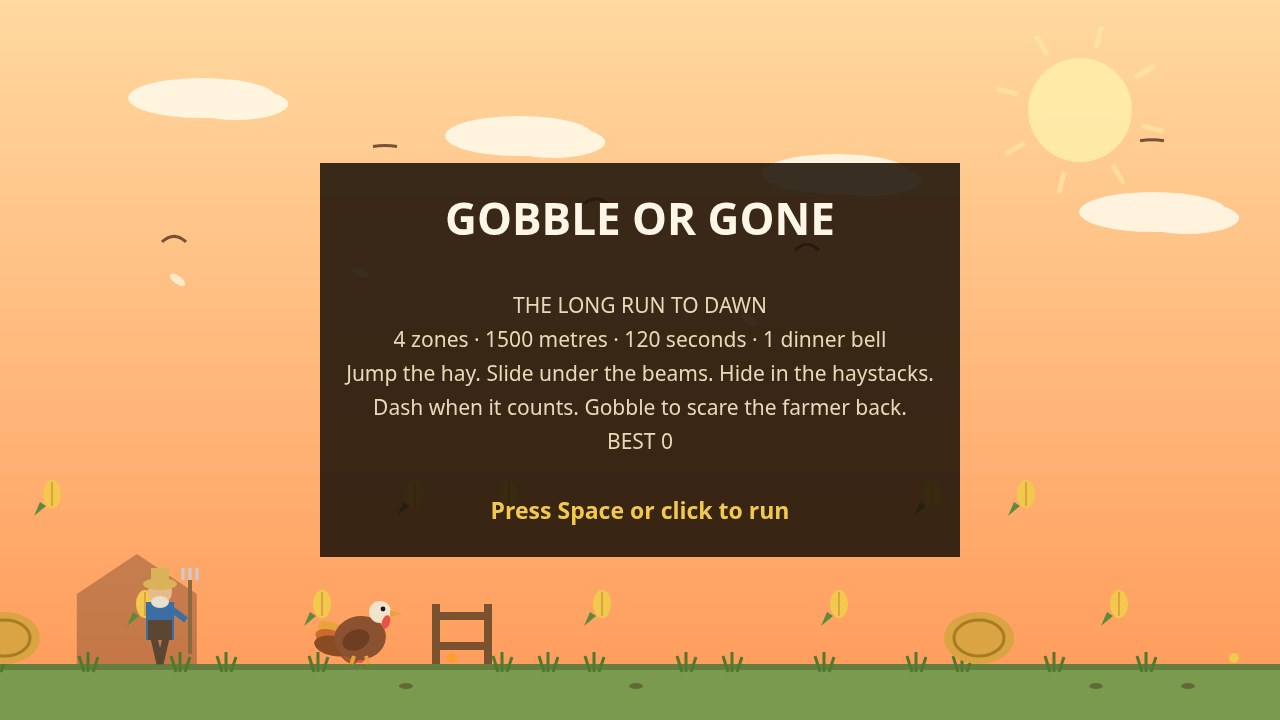 GOBBLE OR GONE
THE LONG RUN TO DAWN
4 zones · 1500 metres · 120 seconds · 1 dinner bell
Jump the hay. Slide under the beams. Hide in the haystacks.
Dash when it counts. Gobble to scare the farmer back.
BEST 0
Press Space or click to run